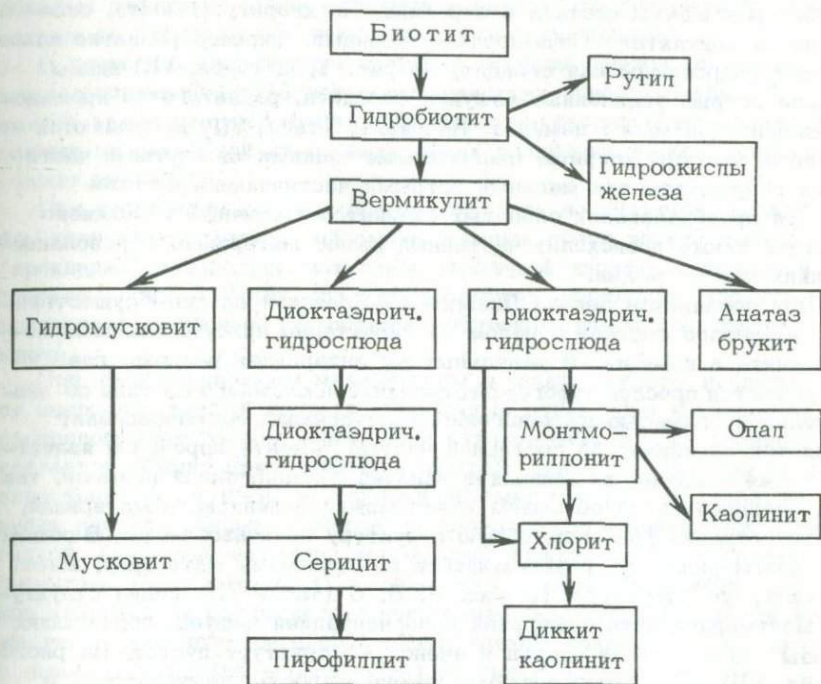 Биотит
Рутил
Гидробиотит
Гидроокислы
железа
Вермикулит
Гидромусковит
Диоктаэдрич.
гидрослюда
Триоктаэдрич.
гидрослюда
Анатаз
брукит
Диоктаэдрич.
гидрослюда
Монтмо-
риллонит
Опал
Каолинит
Хлорит
Мусковит
Серицит
Пирофиллит
Диккит
каолинит